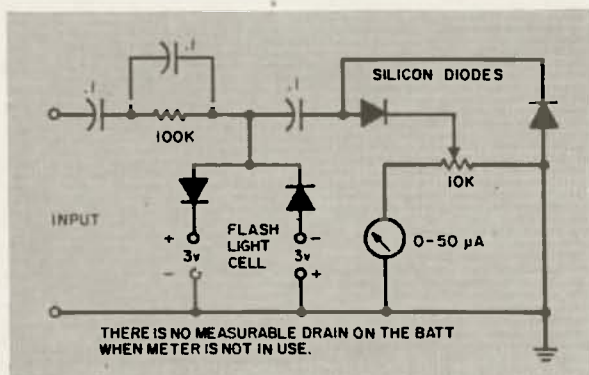 .1
.1
.1
SILICON DIODES
100K
10K
INPUT
+
-
FLASH
LIGHT
CELL
3v
3v
0-50 µA
-
+
THERE IS NO MEASURABLE DRAIN ON THE BATT
WHEN METER IS NOT IN USE.